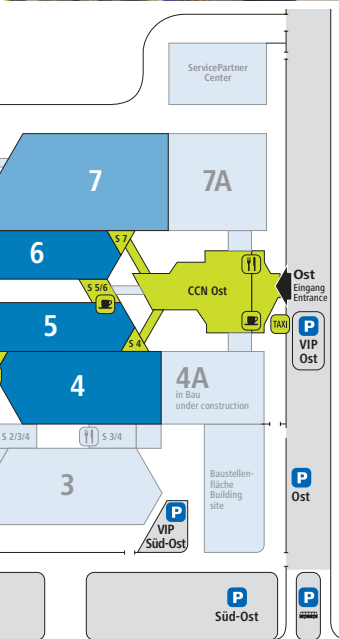 ServicePartner
Center
7
7A
6
S 7
S 5/6
CCN Ost
Ost
Eingang
Entrance
TAXI
P
VIP
Ost
5
S 4
4
4A
in Bau
under construction
S 2/3/4
S 3/4
3
Baustellen-
fläche
Building
site
P
Ost
P
VIP
Süd-Ost
P
Süd-Ost
P